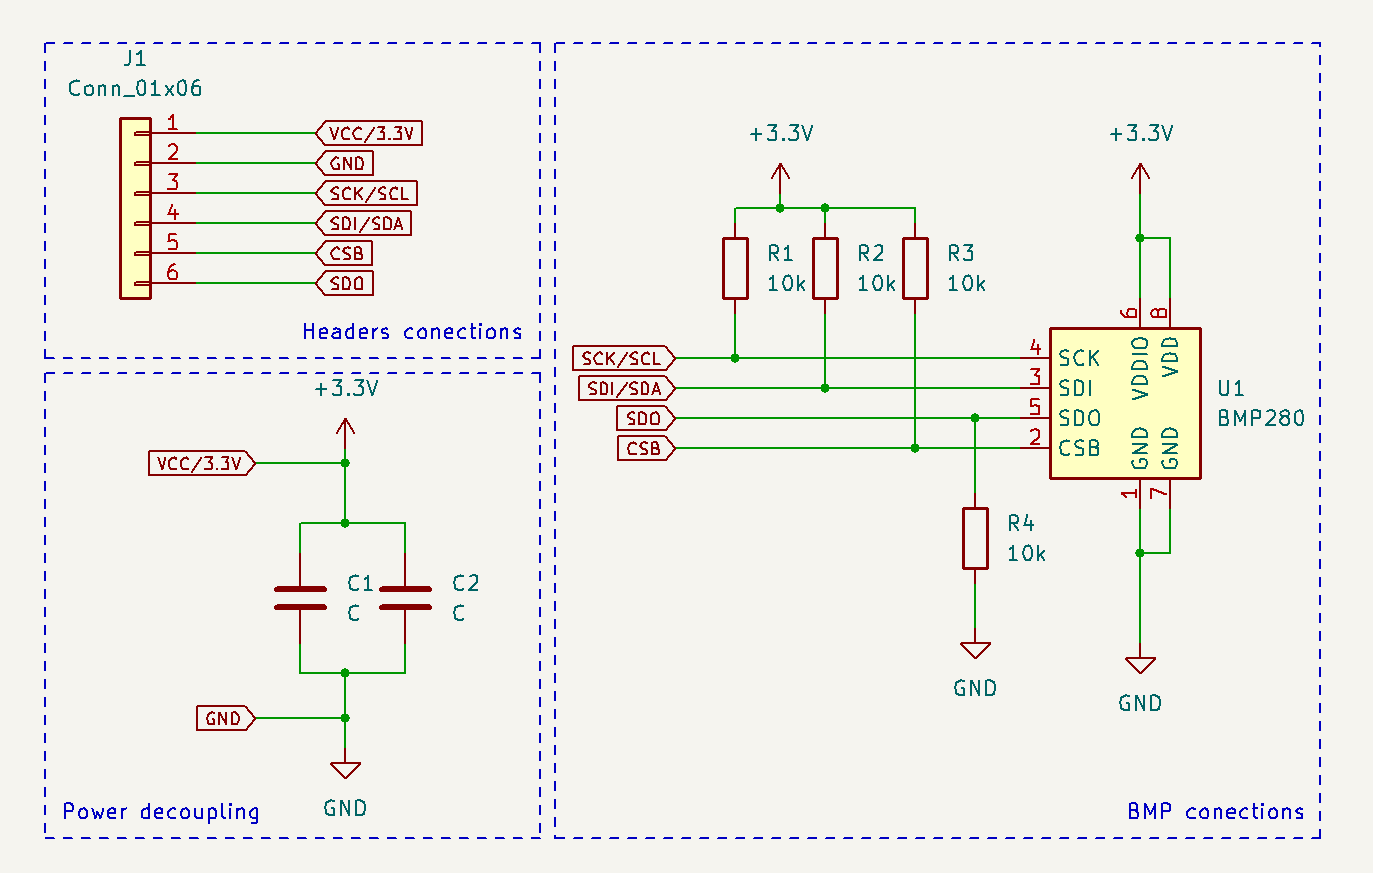 J1
Conn_01x06
1
VCC/3.3V
2
GND
3
SCK/SCL
4
SDI/SDA
5
CSB
6
SDO
Headers conections
+3.3V
VCC/3.3V
C1
C
C2
C
GND
GND
Power decoupling
+3.3V
+3.3V
R1
10k
R2
10k
R3
10k
SCK/SCL
SDI/SDA
SDO
CSB
6
8
4
SCK
3
SDI
5
SDO
2
CSB
VDDIO
VDD
GND
GND
1
7
U1
BMP280
R4
10k
GND
GND
BMP conections